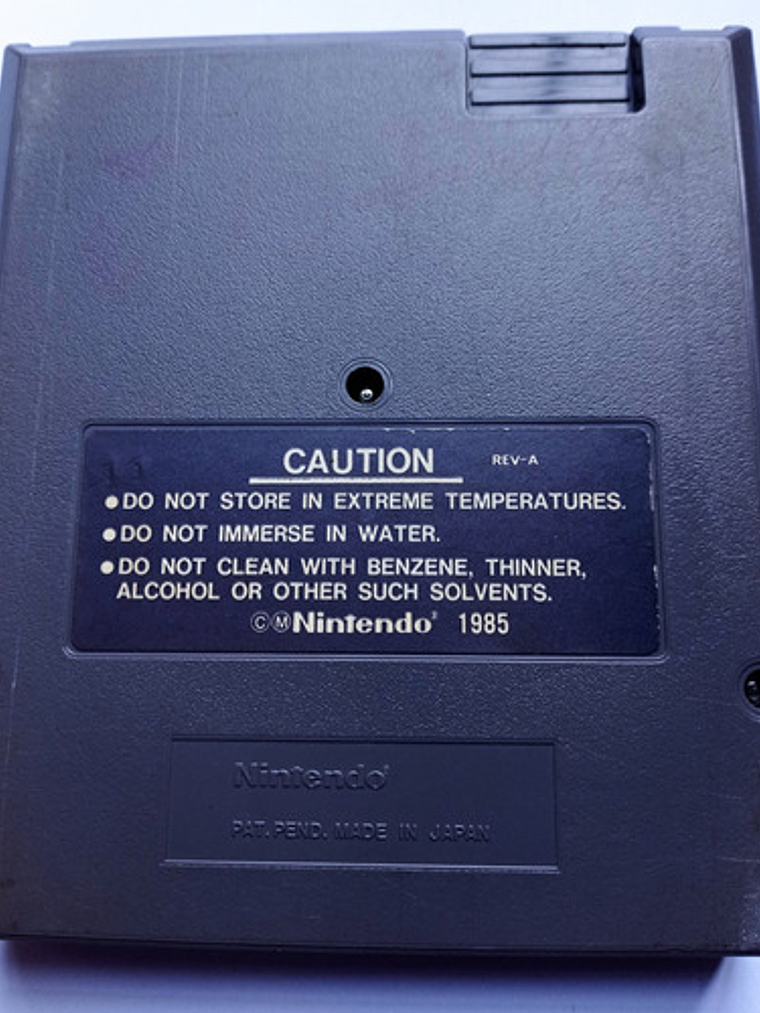 CAUTION REV-A
●DO NOT STORE IN EXTREME TEMPERATURES.
●DO NOT IMMERSE IN WATER.
●DO NOT CLEAN WITH BENZENE, THINNER,
ALCOHOL OR OTHER SUCH SOLVENTS.
©ⓂNintendo® 1985
Nintendo®
PAT. PEND. MADE IN JAPAN